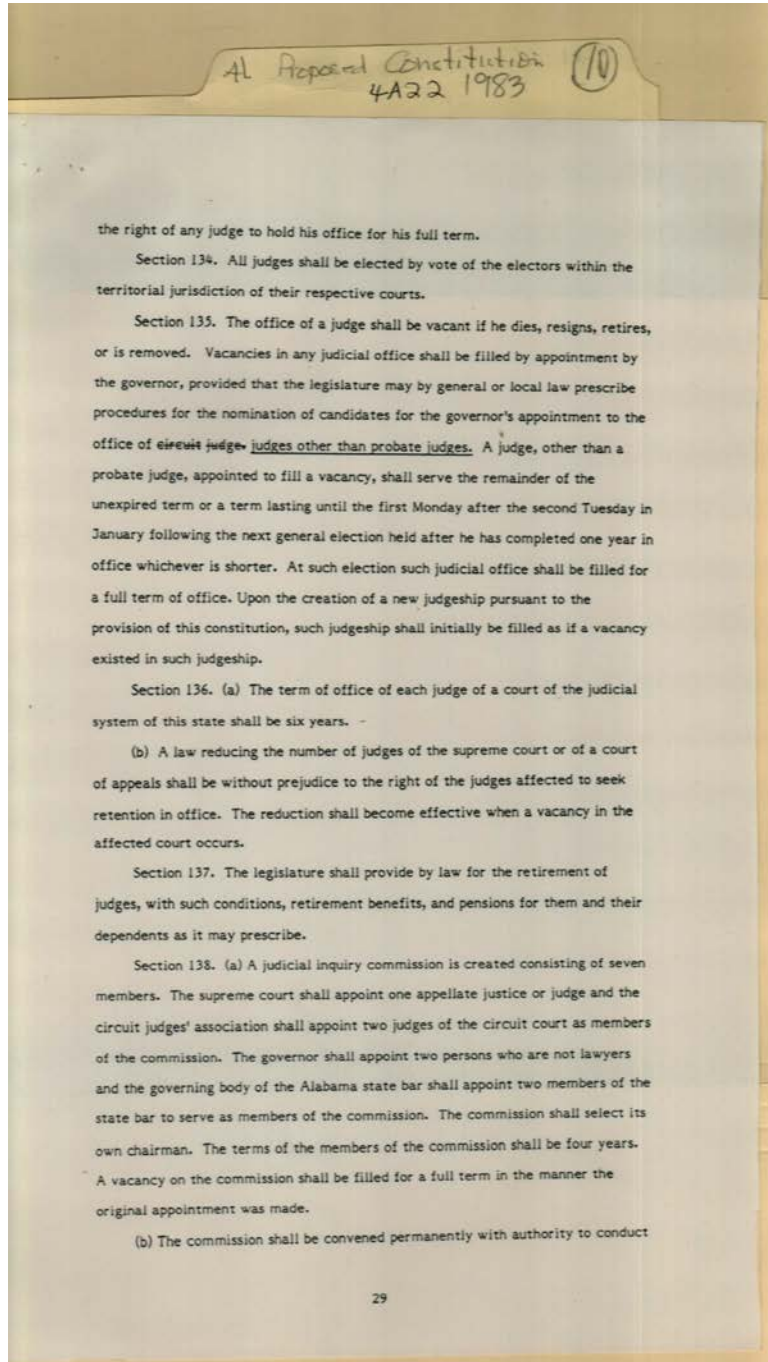 AL Proposed Constitution 10
4A22 1983
the right of any judge to hold his office for his full term.
Section 134. All judges shall be elected by vote of the electors within the
territorial jurisdiction of their respective courts.
Section 135. The office of a judge shall be vacant if he dies, resigns, retires,
or is removed. Vacancies in any judicial office shall be filled by appointment by
the governor, provided that the legislature may by general or local law prescribe
procedures for the nomination of candidates for the governor's appointment to the
office of circuit judge. judges other than probate judges. A judge, other than a
probate judge, appointed to fill a vacancy, shall serve the remainder of the
unexpired term or a term lasting until the first Monday after the second Tuesday in
January following the next general election held after he has completed one year in
office whichever is shorter. At such election such judicial office shall be filled for
a full term of office. Upon the creation of a new judgeship pursuant to the
provision of this constitution, such judgeship shall initially be filled as if a vacancy
existed in such judgeship.
Section 136. (a) The term of office of each judge of a court of the judicial
system of this state shall be six years.
(b) A law reducing the number of judges of the supreme court or of a court
of appeals shall be without prejudice to the right of the judges affected to seek
retention in office. The reduction shall become effective when a vacancy in the
affected court occurs.
Section 137. The legislature shall provide by law for the retirement of
judges, with such conditions, retirement benefits, and pensions for them and their
dependents as it may prescribe.
Section 138. (a) A judicial inquiry commission is created consisting of seven
members. The supreme court shall appoint one appellate justice or judge and the
circuit judges' association shall appoint two judges of the circuit court as members
of the commission. The governor shall appoint two persons who are not lawyers
and the governing body of the Alabama state bar shall appoint two members of the
state bar to serve as members of the commission. The commission shall select its
own chairman. The terms of the members of the commission shall be four years.
A vacancy on the commission shall be filled for a full term in the manner the
original appointment was made.
(b) The commission shall be convened permanently with authority to conduct
29